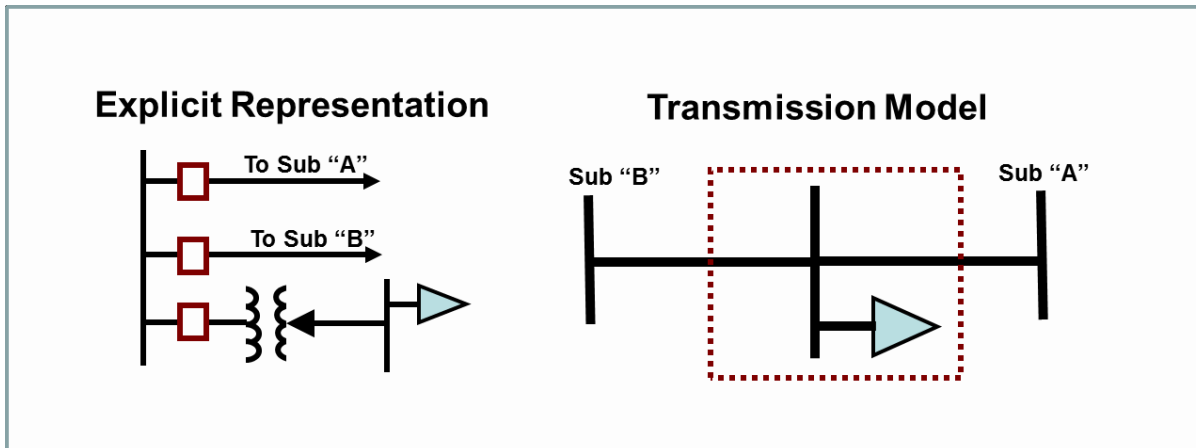 Explicit Representation
To Sub “A”
To Sub “B”
Transmission Model
Sub “B”
Sub “A”